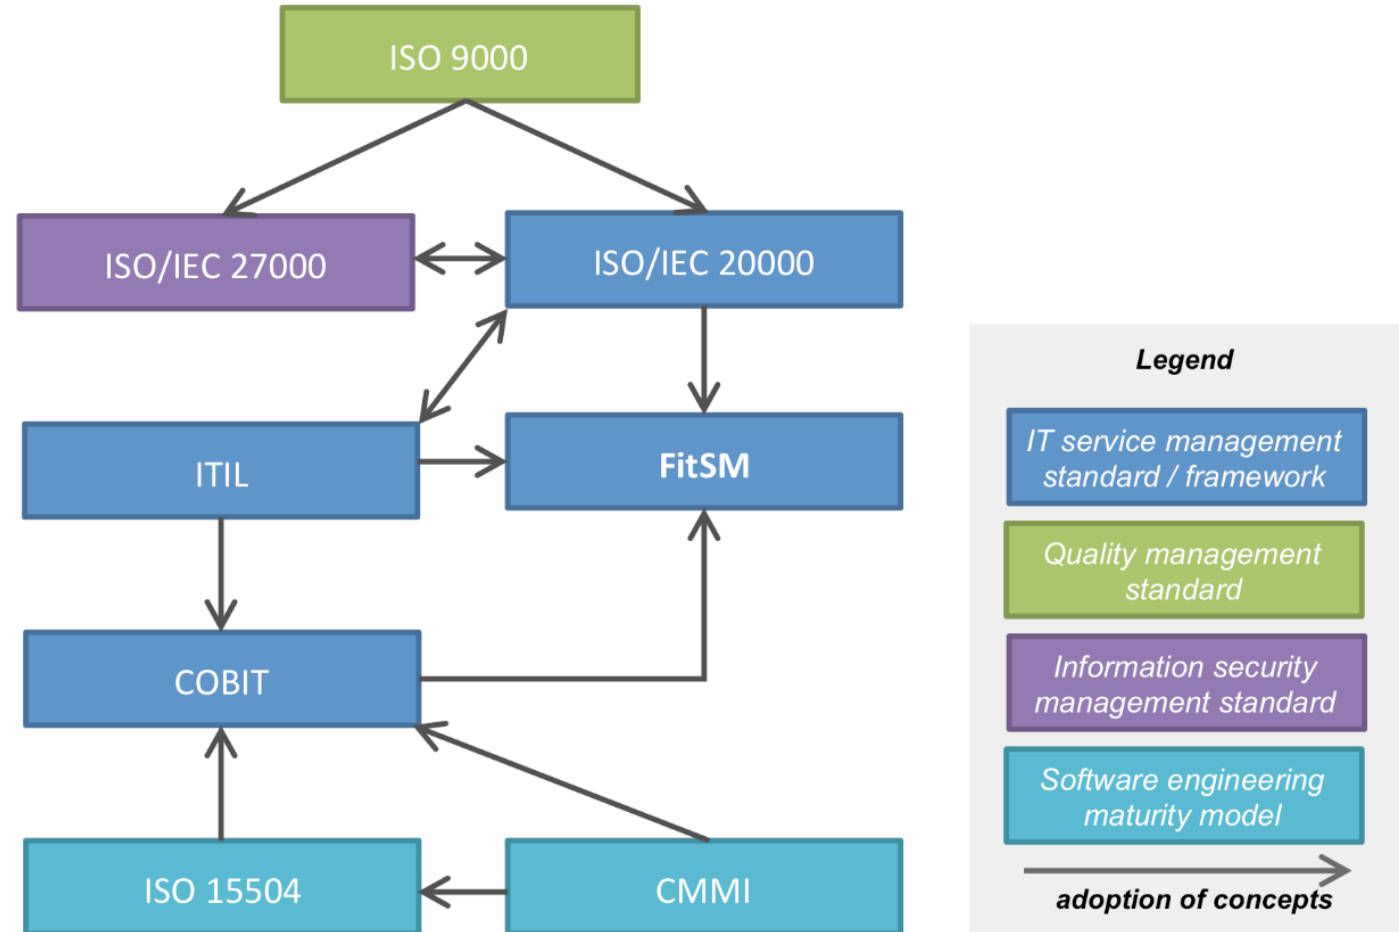 ISO 9000
ISO/IEC 27000
ISO/IEC 20000
ITIL
FitSM
COBIT
ISO 15504
CMMI
Legend
IT service management
standard / framework
Quality management
standard
Information security
management standard
Software engineering
maturity model
adoption of concepts